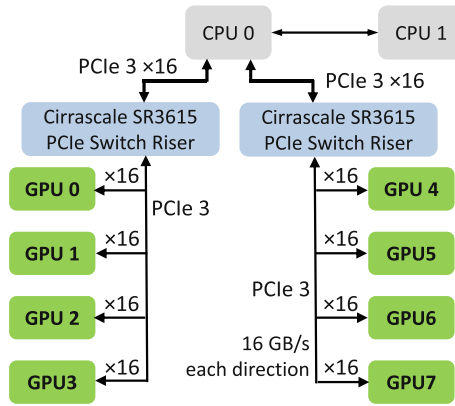 CPU 0
CPU 1
PCIe 3 ×16
PCIe 3 ×16
Cirrascale SR3615
PCIe Switch Riser
Cirrascale SR3615
PCIe Switch Riser
×16
GPU 0
PCIe 3
×16
GPU 1
×16
GPU 2
×16
GPU3
×16
GPU 4
×16
GPU5
PCIe 3
×16
GPU6
16 GB/s
each direction
×16
GPU7